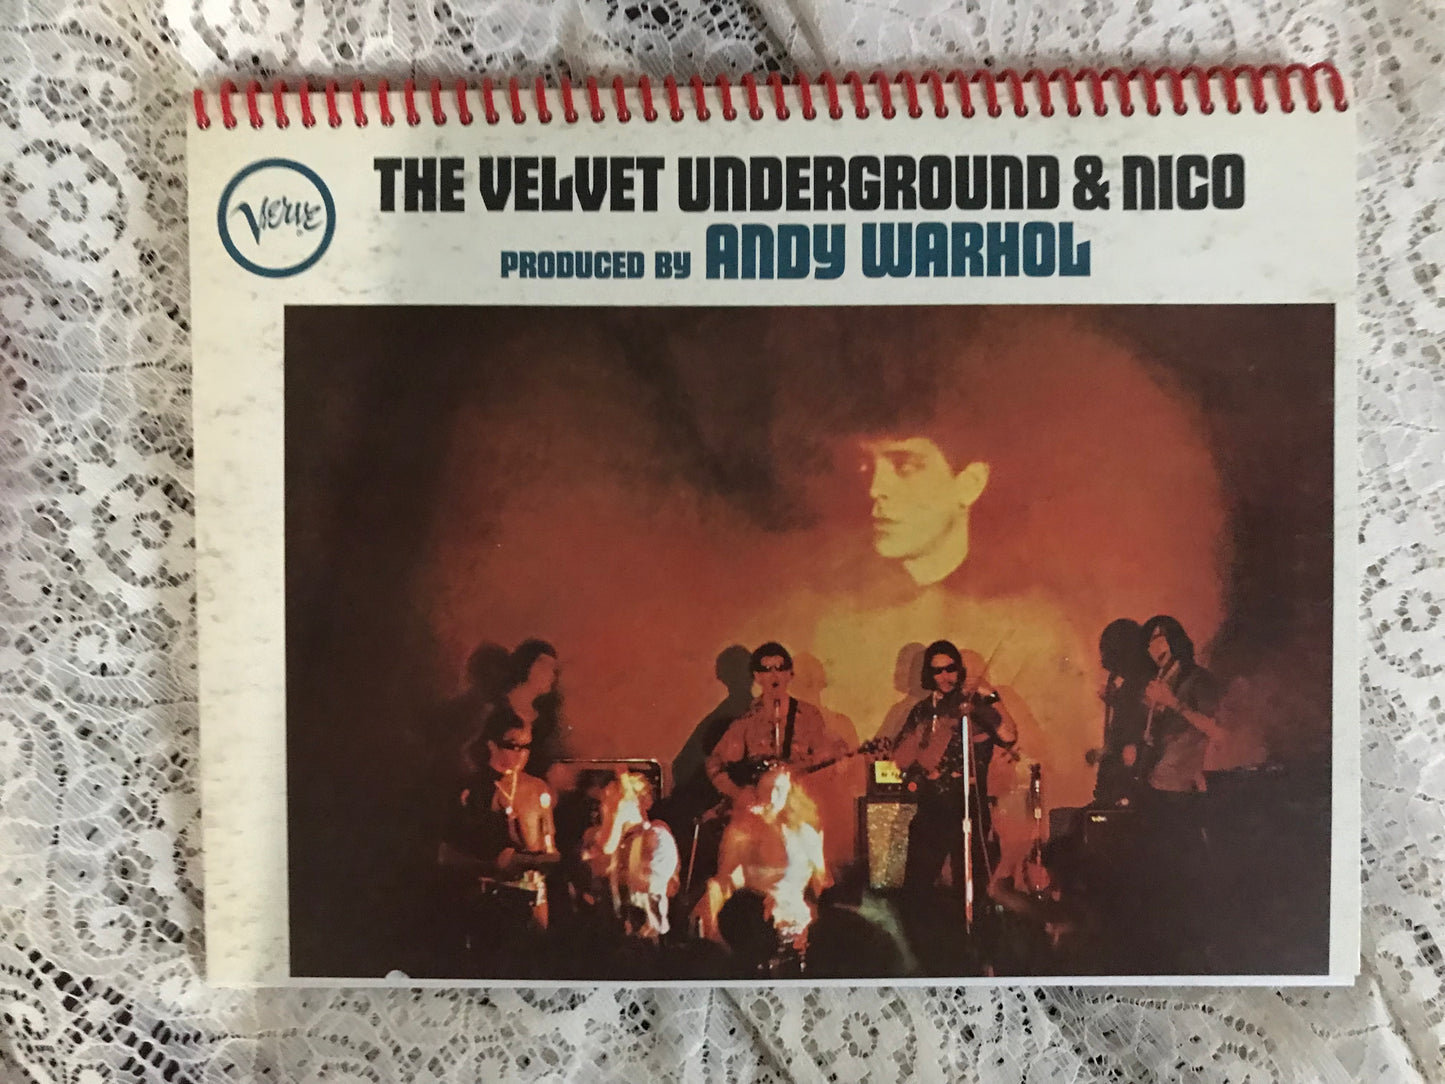 Verve
THE VELVET UNDERGROUND & NICO
PRODUCED BY ANDY WARHOL